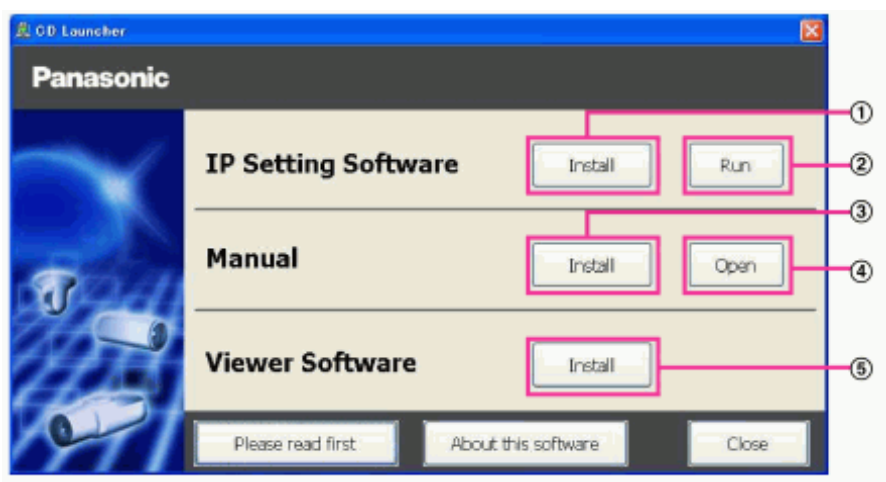 CD Launcher
Panasonic
①
IP Setting Software Install Run ②
③
Manual Install Open ④
Viewer Software Install ⑤
Please read first About this software Close